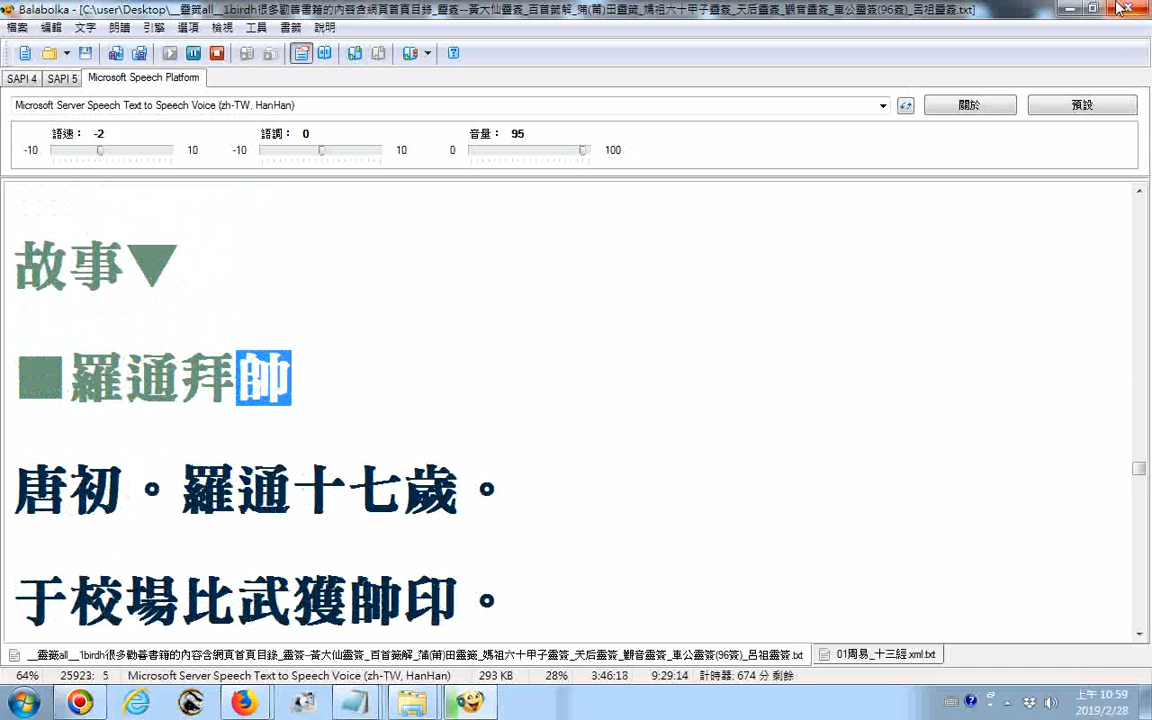 Balabolka - [C:\user\Desktop\__靈籤all__1birdh很多勸善書籍的內容含網頁首頁目錄_靈簽--黃大仙靈簽_百首籤解_蒲(莆)田靈籤_媽祖六十甲子靈簽_天后靈簽_觀音靈簽_車公靈簽(96簽)_呂祖靈簽.txt]
檔案 編輯 文字 朗讀 引擎 選項 檢視 工具 書籤 說明
SAPI 4 SAPI 5 Microsoft Speech Platform
Microsoft Server Speech Text to Speech Voice (zh-TW, HanHan) 關於 預設
語速： -2 語調： 0 音量： 95
-10 10 -10 10 0 100
故事▼
■羅通拜帥
唐初。羅通十七歲。
于校場比武獲帥印。
__靈籤all__1birdh很多勸善書籍的內容含網頁首頁目錄_靈簽--黃大仙靈簽_百首籤解_蒲(莆)田靈籤_媽祖六十甲子靈簽_天后靈簽_觀音靈簽_車公靈簽(96簽)_呂祖靈簽.txt 01周易_十三經.xml.txt
64% 25923: 5 Microsoft Server Speech Text to Speech Voice (zh-TW, HanHan) 293 KB 28% 3:46:18 9:29:14 計時器: 674 分 剩餘
上午 10:59
2019/2/28